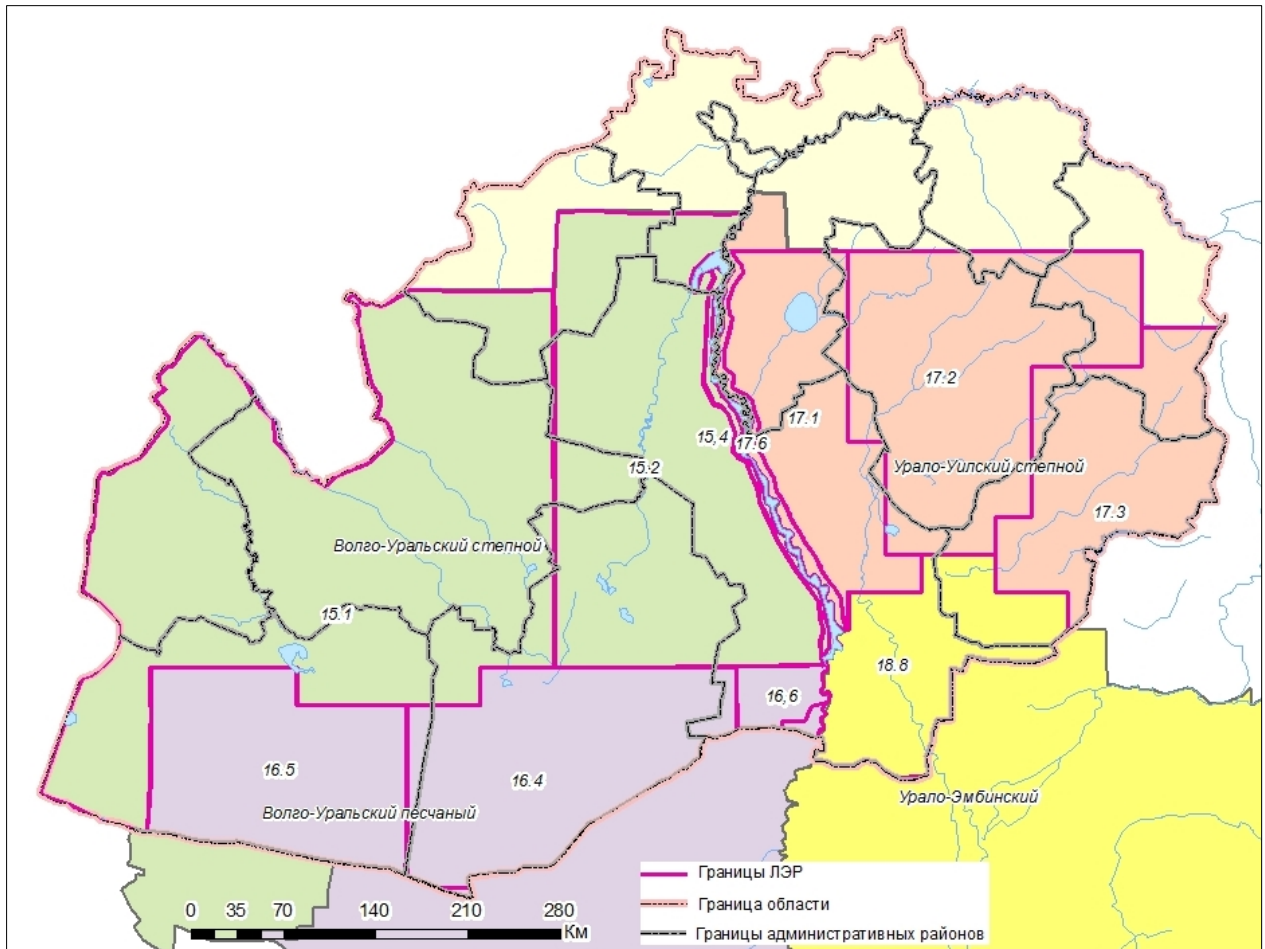 17.2
15,4
17.6
17.1
15.2
Урало-Уилский степной
17.3
Волго-Уральский степной
15.1
18.8
16,6
16.5
16.4
Урало-Эмбинский
Волго-Уральский песчаный
Границы ЛЭР
Граница области
Границы административных районов
0 35 70 140 210 280
Км